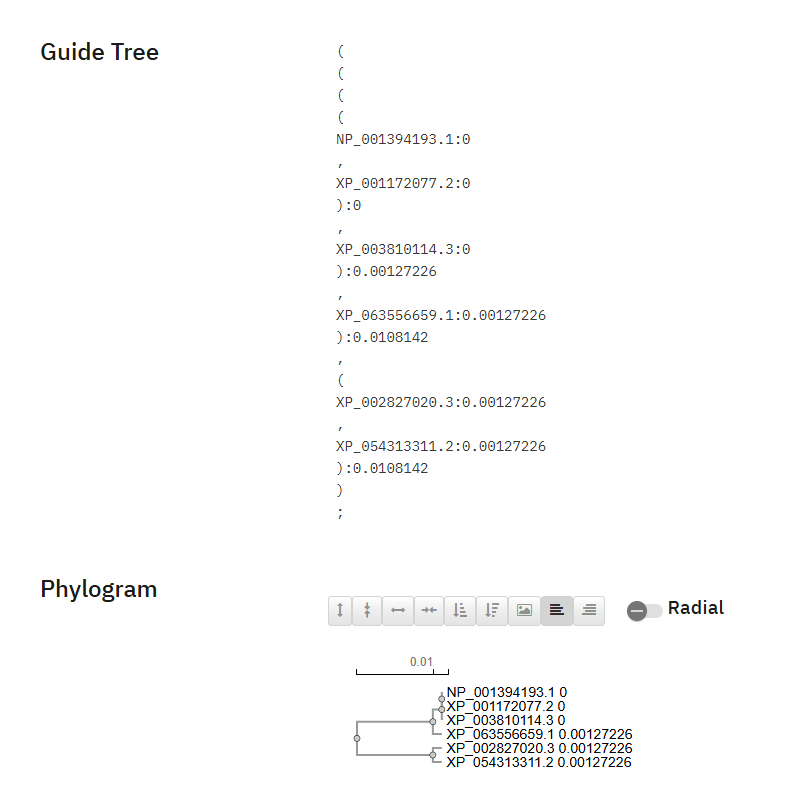 Guide Tree
(
(
(
(
NP_001394193.1:0
,
XP_001172077.2:0
):0
,
XP_003810114.3:0
):0.00127226
,
XP_063556659.1:0.00127226
):0.0108142
,
(
XP_002827020.3:0.00127226
,
XP_054313311.2:0.00127226
):0.0108142
)
;
Phylogram
Radial
0.01
NP_001394193.1 0
XP_001172077.2 0
XP_003810114.3 0
XP_063556659.1 0.00127226
XP_002827020.3 0.00127226
XP_054313311.2 0.00127226